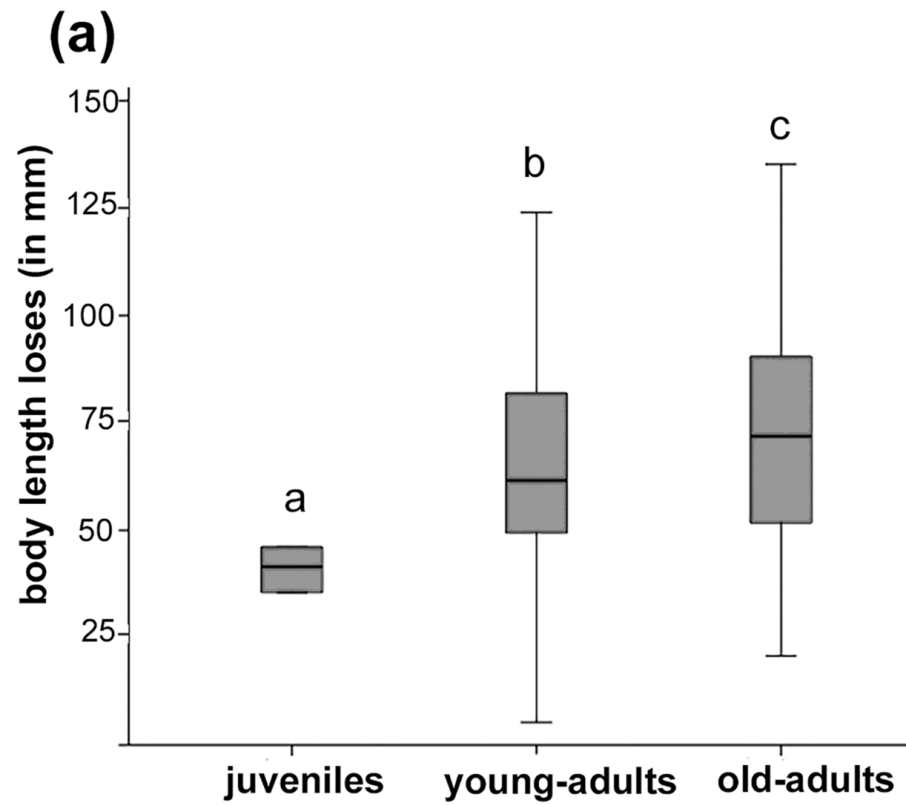 (a)
body length loses (in mm)
150
125
100
75
50
25
a
b
c
juveniles
young-adults
old-adults